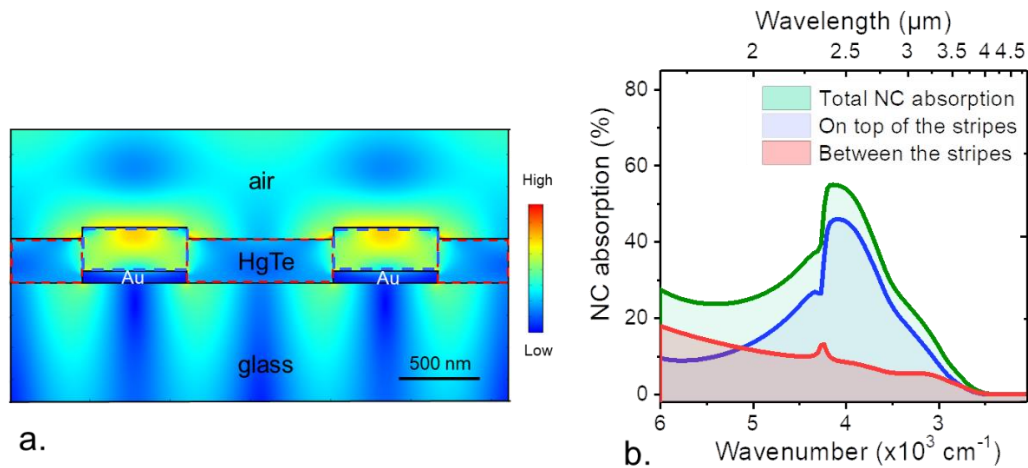 air
HgTe
Au
Au
glass
500 nm
High
Low
a.
Wavelength (µm)
2 2.5 3 3.5 4 4.5
80
60
40
20
0
NC absorption (%)
Total NC absorption
On top of the stripes
Between the stripes
6 5 4 3
Wavenumber (x10³ cm⁻¹)
b.